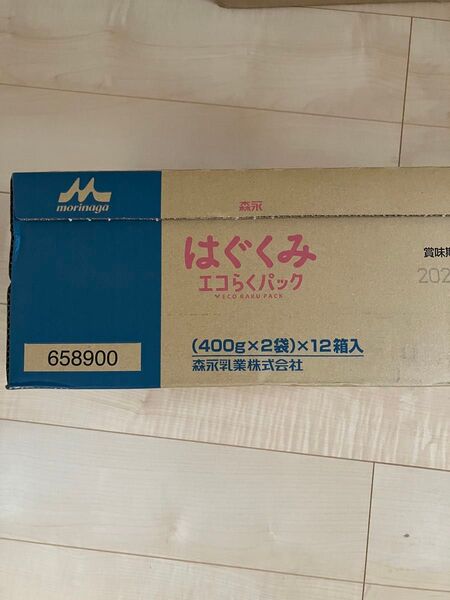 morinaga
森永
はぐくみ
エコらくパック
ECO RAKU PACK
賞味期
202
658900
(400g×2袋)×12箱入
森永乳業株式会社